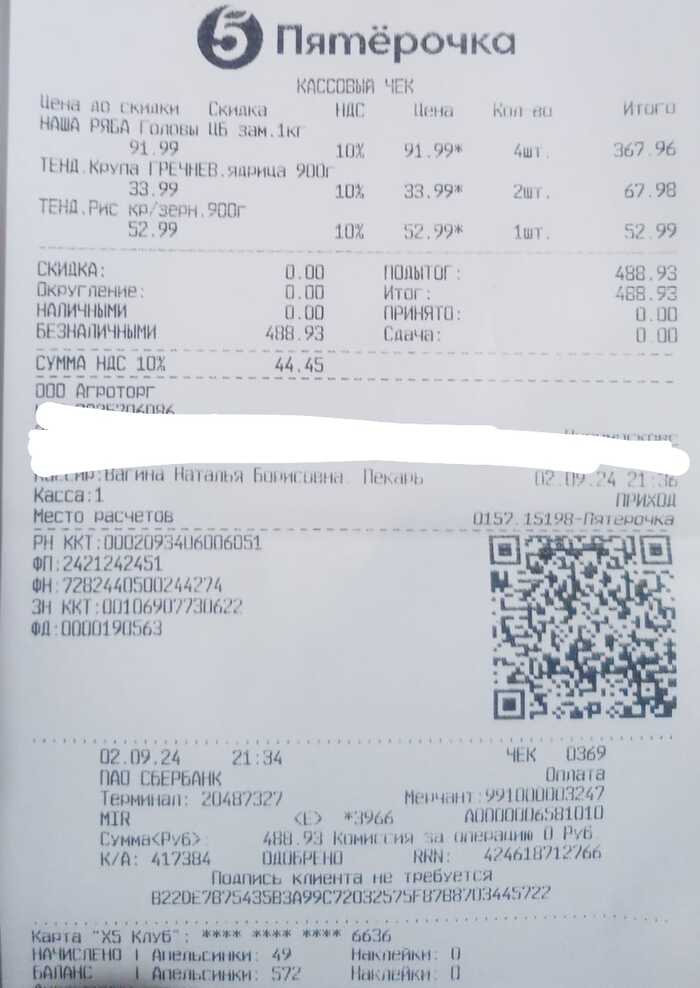 5 Пятёрочка
КАССОВЫЙ ЧЕК
Цена до скидки Скидка НДС Цена Кол-во Итого
НАША РЯБА Головы ЦБ зам.1кг
91.99 10% 91.99* 4шт. 367.96
ТЕНД.Крупа ГРЕЧНЕВ.ядрица 900г
33.99 10% 33.99* 2шт. 67.98
ТЕНД.Рис кр/зерн.900г
52.99 10% 52.99* 1шт. 52.99
СКИДКА: 0.00 ПОДЫТОГ: 488.93
Округление: 0.00 Итог: 488.93
НАЛИЧНЫМИ 0.00 ПРИНЯТО: 0.00
БЕЗНАЛИЧНЫМИ 488.93 Сдача: 0.00
СУММА НДС 10% 44.45
ООО Агроторг
Кассир:Вагина Наталья Борисовна. Пекарь 02.09.24 21:36
Касса:1 ПРИХОД
Место расчетов 0157.15198-Пятерочка
РН ККТ:0002093406006051
ФП:2421242451
ФН:7282440500244274
ЗН ККТ:00106907730622
ФД:0000190563
02.09.24 21:34 ЧЕК 0369
ПАО СБЕРБАНК Оплата
Терминал: 20487327 Мерчант:991000003247
MIR <E> *3966 A0000006581010
Сумма<Руб>: 488.93 Комиссия за операцию 0 Руб.
К/А: 417384 ОДОБРЕНО RRN: 424618712766
Подпись клиента не требуется
B22DE7B75435B3A99C72032575F87B8703445722
Карта "X5 Клуб": **** **** **** 6636
НАЧИСЛЕНО | Апельсинки: 49 Наклейки: 0
БАЛАНС | Апельсинки: 572 Наклейки: 0